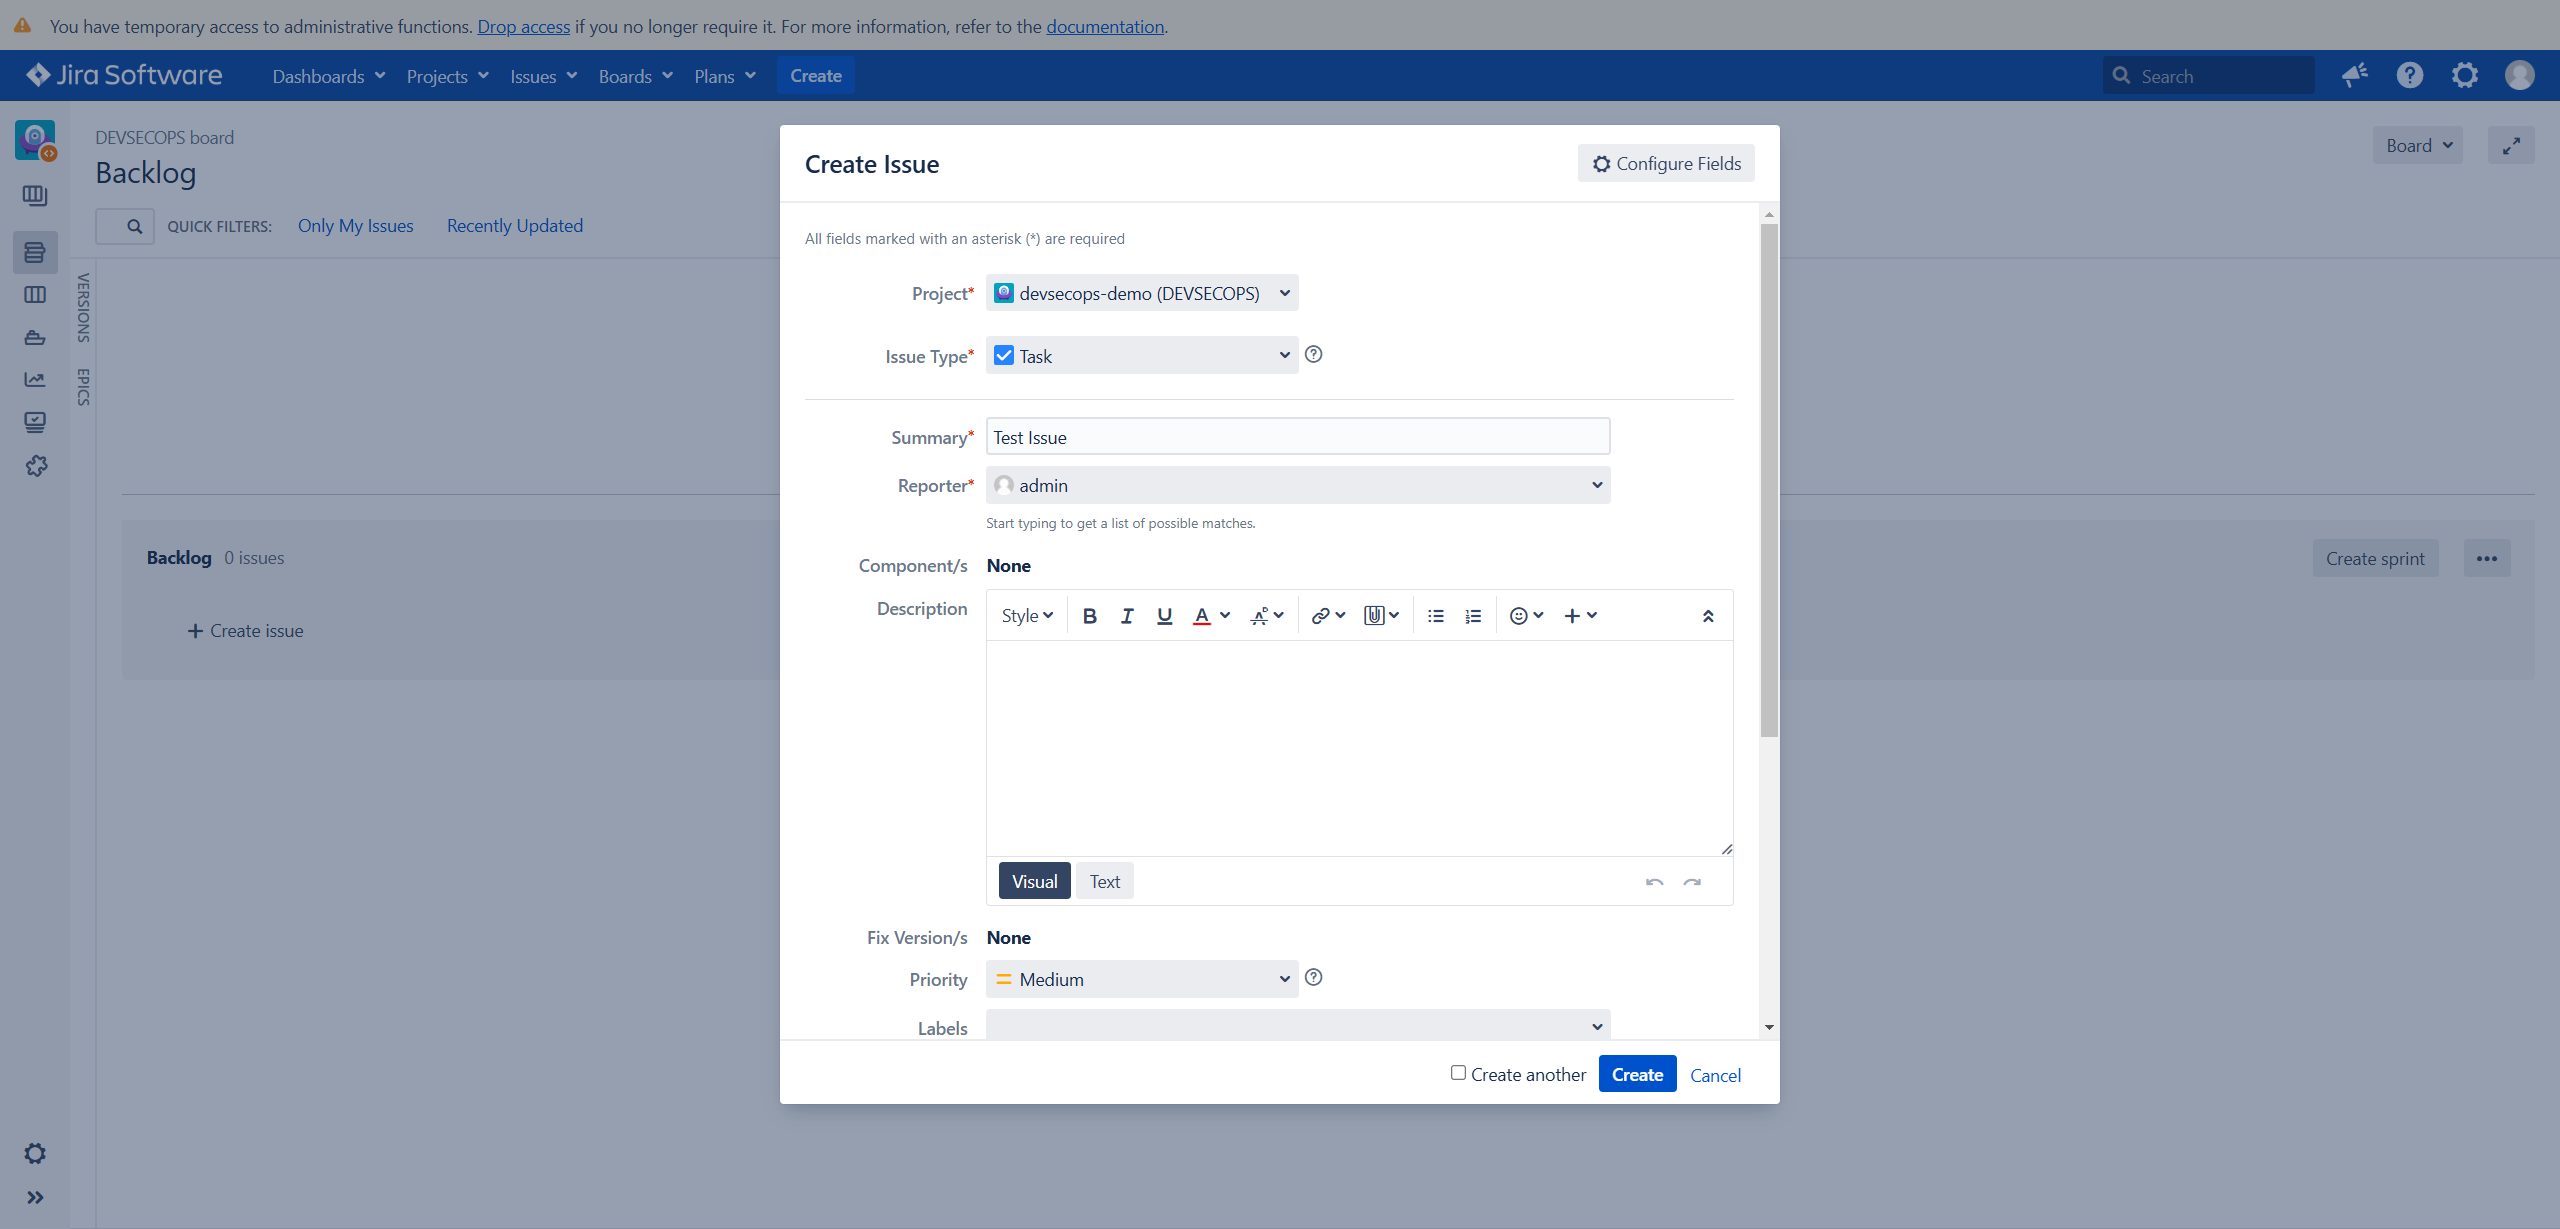 You have temporary access to administrative functions. Drop access if you no longer require it. For more information, refer to the documentation.
Jira Software Dashboards Projects Issues Boards Plans Create Search
DEVSECOPS board
Backlog
QUICK FILTERS: Only My Issues Recently Updated
Board
VERSIONS
EPICS
Backlog 0 issues
Create sprint
Create issue
Create Issue
Configure Fields
All fields marked with an asterisk (*) are required
Project* devsecops-demo (DEVSECOPS)
Issue Type* Task
Summary* Test Issue
Reporter* admin
Start typing to get a list of possible matches.
Component/s None
Description
Style B I U A
Visual Text
Fix Version/s None
Priority Medium
Labels
Create another Create Cancel